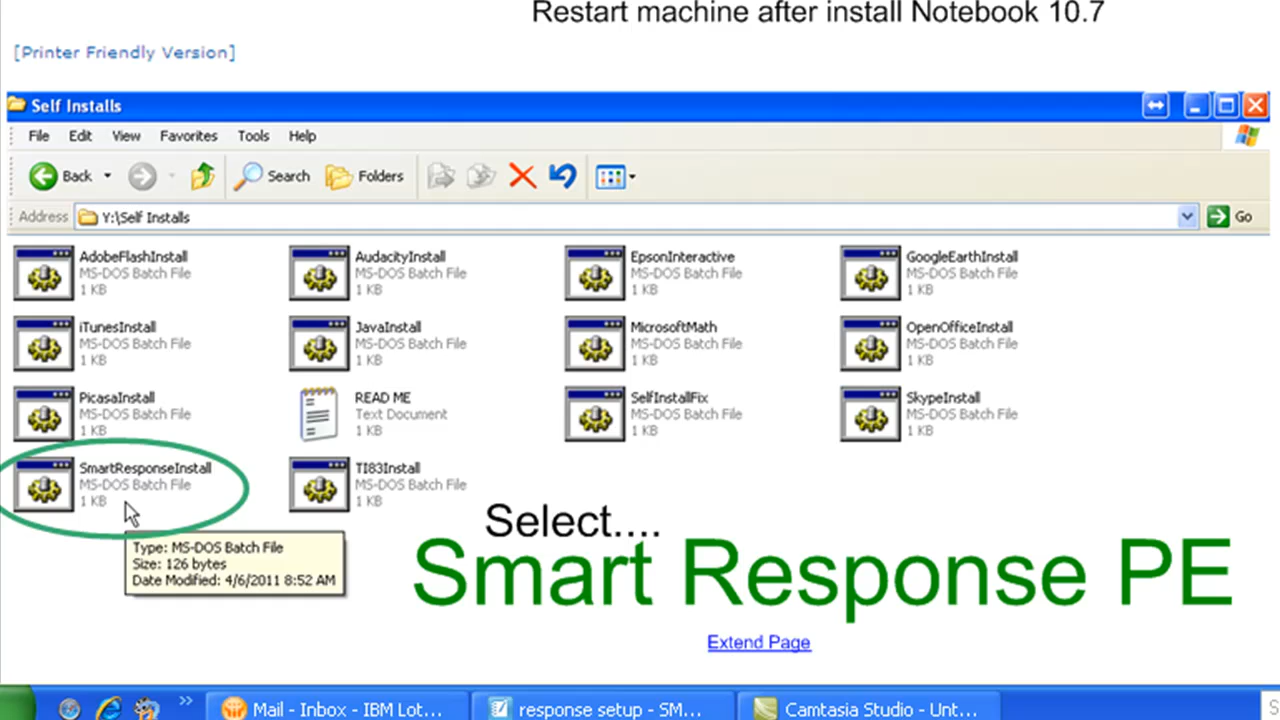 Restart machine after install Notebook 10.7
[Printer Friendly Version]
Self Installs
File Edit View Favorites Tools Help
Back Search Folders
Address Y:\Self Installs Go
AdobeFlashInstall
MS-DOS Batch File
1 KB
AudacityInstall
MS-DOS Batch File
1 KB
EpsonInteractive
MS-DOS Batch File
1 KB
GoogleEarthInstall
MS-DOS Batch File
1 KB
iTunesInstall
MS-DOS Batch File
1 KB
JavaInstall
MS-DOS Batch File
1 KB
MicrosoftMath
MS-DOS Batch File
1 KB
OpenOfficeInstall
MS-DOS Batch File
1 KB
PicasaInstall
MS-DOS Batch File
1 KB
READ ME
Text Document
1 KB
SelfInstallFix
MS-DOS Batch File
1 KB
SkypeInstall
MS-DOS Batch File
1 KB
SmartResponseInstall
MS-DOS Batch File
1 KB
TI83Install
MS-DOS Batch File
1 KB
Type: MS-DOS Batch File
Size: 126 bytes
Date Modified: 4/6/2011 8:52 AM
Select....
Smart Response PE
Extend Page
Mail - Inbox - IBM Lot... response setup - SM... Camtasia Studio - Unt...